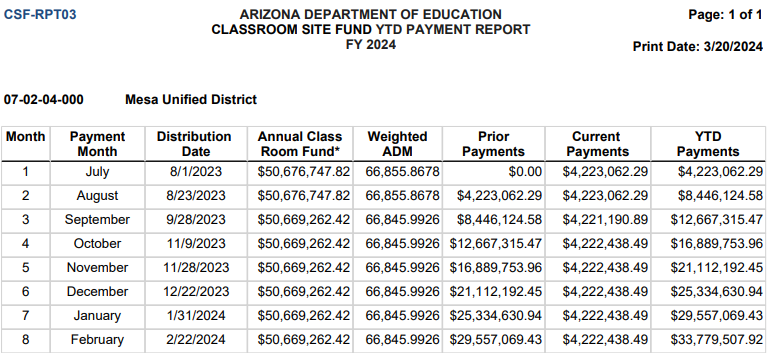 CSF-RPT03
ARIZONA DEPARTMENT OF EDUCATION
Page: 1 of 1
CLASSROOM SITE FUND YTD PAYMENT REPORT
FY 2024
Print Date: 3/20/2024
07-02-04-000 Mesa Unified District
Month Payment Month Distribution Date Annual Class Room Fund* Weighted ADM Prior Payments Current Payments YTD Payments
1 July 8/1/2023 $50,676,747.82 66,855.8678 $0.00 $4,223,062.29 $4,223,062.29
2 August 8/23/2023 $50,676,747.82 66,855.8678 $4,223,062.29 $4,223,062.29 $8,446,124.58
3 September 9/28/2023 $50,669,262.42 66,845.9926 $8,446,124.58 $4,221,190.89 $12,667,315.47
4 October 11/9/2023 $50,669,262.42 66,845.9926 $12,667,315.47 $4,222,438.49 $16,889,753.96
5 November 11/28/2023 $50,669,262.42 66,845.9926 $16,889,753.96 $4,222,438.49 $21,112,192.45
6 December 12/22/2023 $50,669,262.42 66,845.9926 $21,112,192.45 $4,222,438.49 $25,334,630.94
7 January 1/31/2024 $50,669,262.42 66,845.9926 $25,334,630.94 $4,222,438.49 $29,557,069.43
8 February 2/22/2024 $50,669,262.42 66,845.9926 $29,557,069.43 $4,222,438.49 $33,779,507.92